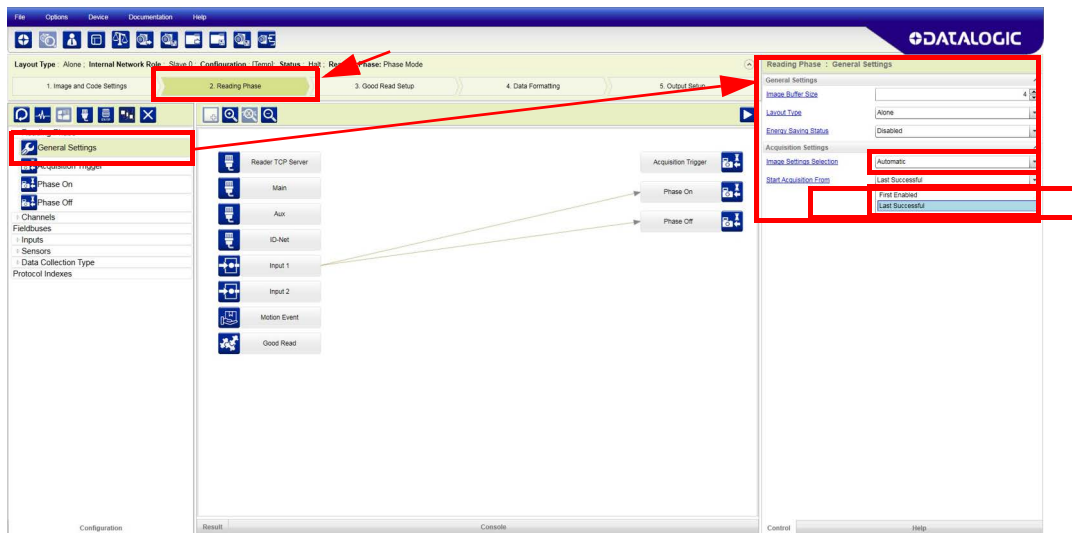 File Options Device Documentation Help
DATALOGIC
Layout Type : Alone ; Internal Network Role : Slave 0 ; Configuration : [Temp]; Status : Halt ; Reading Phase: Phase Mode
1. Image and Code Settings
2. Reading Phase
3. Good Read Setup
4. Data Formatting
5. Output Setup
General Settings
Acquisition Trigger
Phase On
Phase Off
Channels
Fieldbuses
Inputs
Sensors
Data Collection Type
Protocol Indexes
Configuration
Reader TCP Server
Main
Aux
ID-Net
Input 1
Input 2
Motion Event
Good Read
Acquisition Trigger
Phase On
Phase Off
Result
Console
Reading Phase : General Settings
General Settings
Image Buffer Size 4
Layout Type Alone
Energy Saving Status Disabled
Acquisition Settings
Image Settings Selection Automatic
Start Acquisition From Last Successful
First Enabled
Last Successful
Control Help